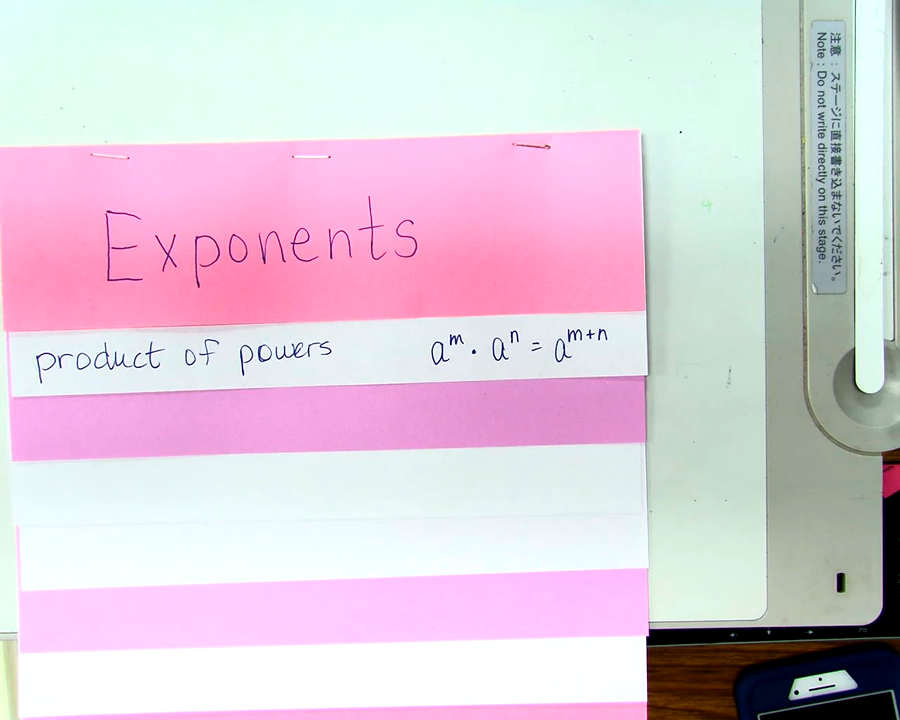 Exponents
product of powers a^m · a^n = a^{m+n}
注意：ステージに直接書き込まないでください。
Note : Do not write directly on this stage.